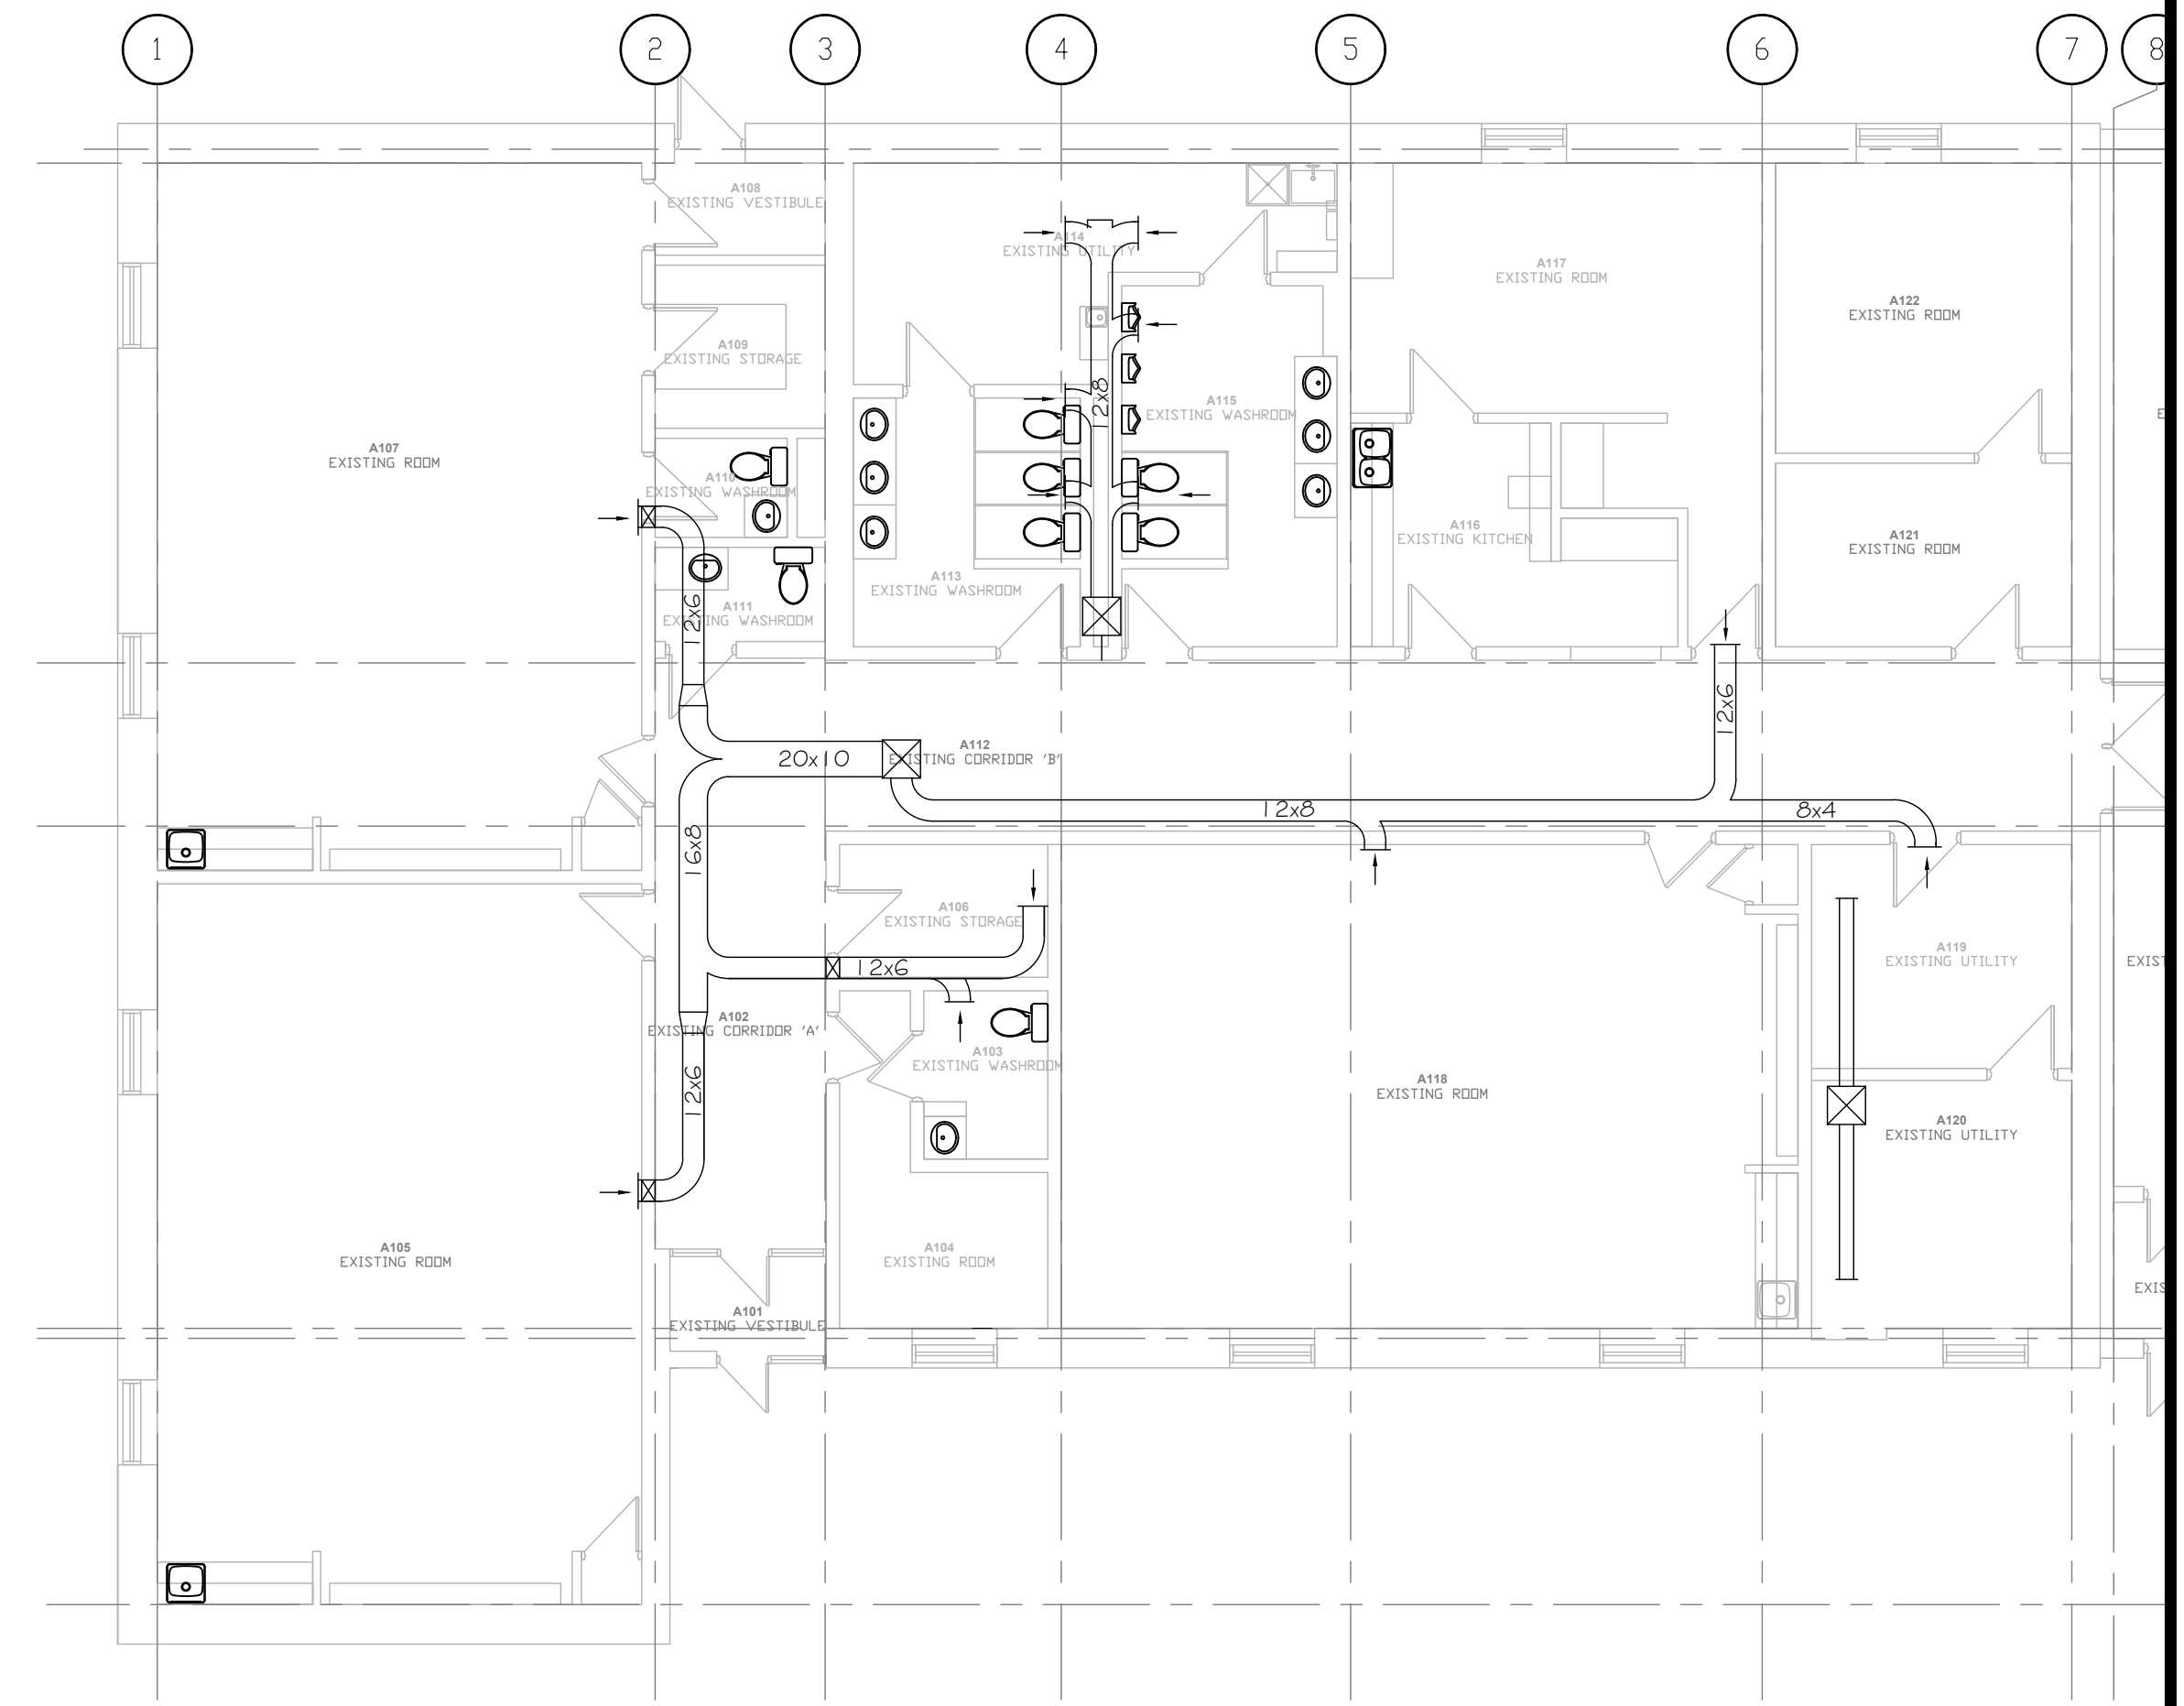 1 2 3 4 5 6 7 8
A108
EXISTING VESTIBULE
A114
EXISTING UTILITY
A117
EXISTING ROOM
A122
EXISTING ROOM
A109
EXISTING STORAGE
12x8
A115
EXISTING WASHROOM
A107
EXISTING ROOM
A110
EXISTING WASHROOM
A116
EXISTING KITCHEN
A121
EXISTING ROOM
A113
EXISTING WASHROOM
A111
EXISTING WASHROOM
12x6
12x6
20x10
A112
EXISTING CORRIDOR 'B'
12x8
8x4
16x8
A106
EXISTING STORAGE
12x6
A119
EXISTING UTILITY
EXIST
A102
EXISTING CORRIDOR 'A'
A103
EXISTING WASHROOM
12x6
A118
EXISTING ROOM
A120
EXISTING UTILITY
A105
EXISTING ROOM
A104
EXISTING ROOM
EXIS
A101
EXISTING VESTIBULE